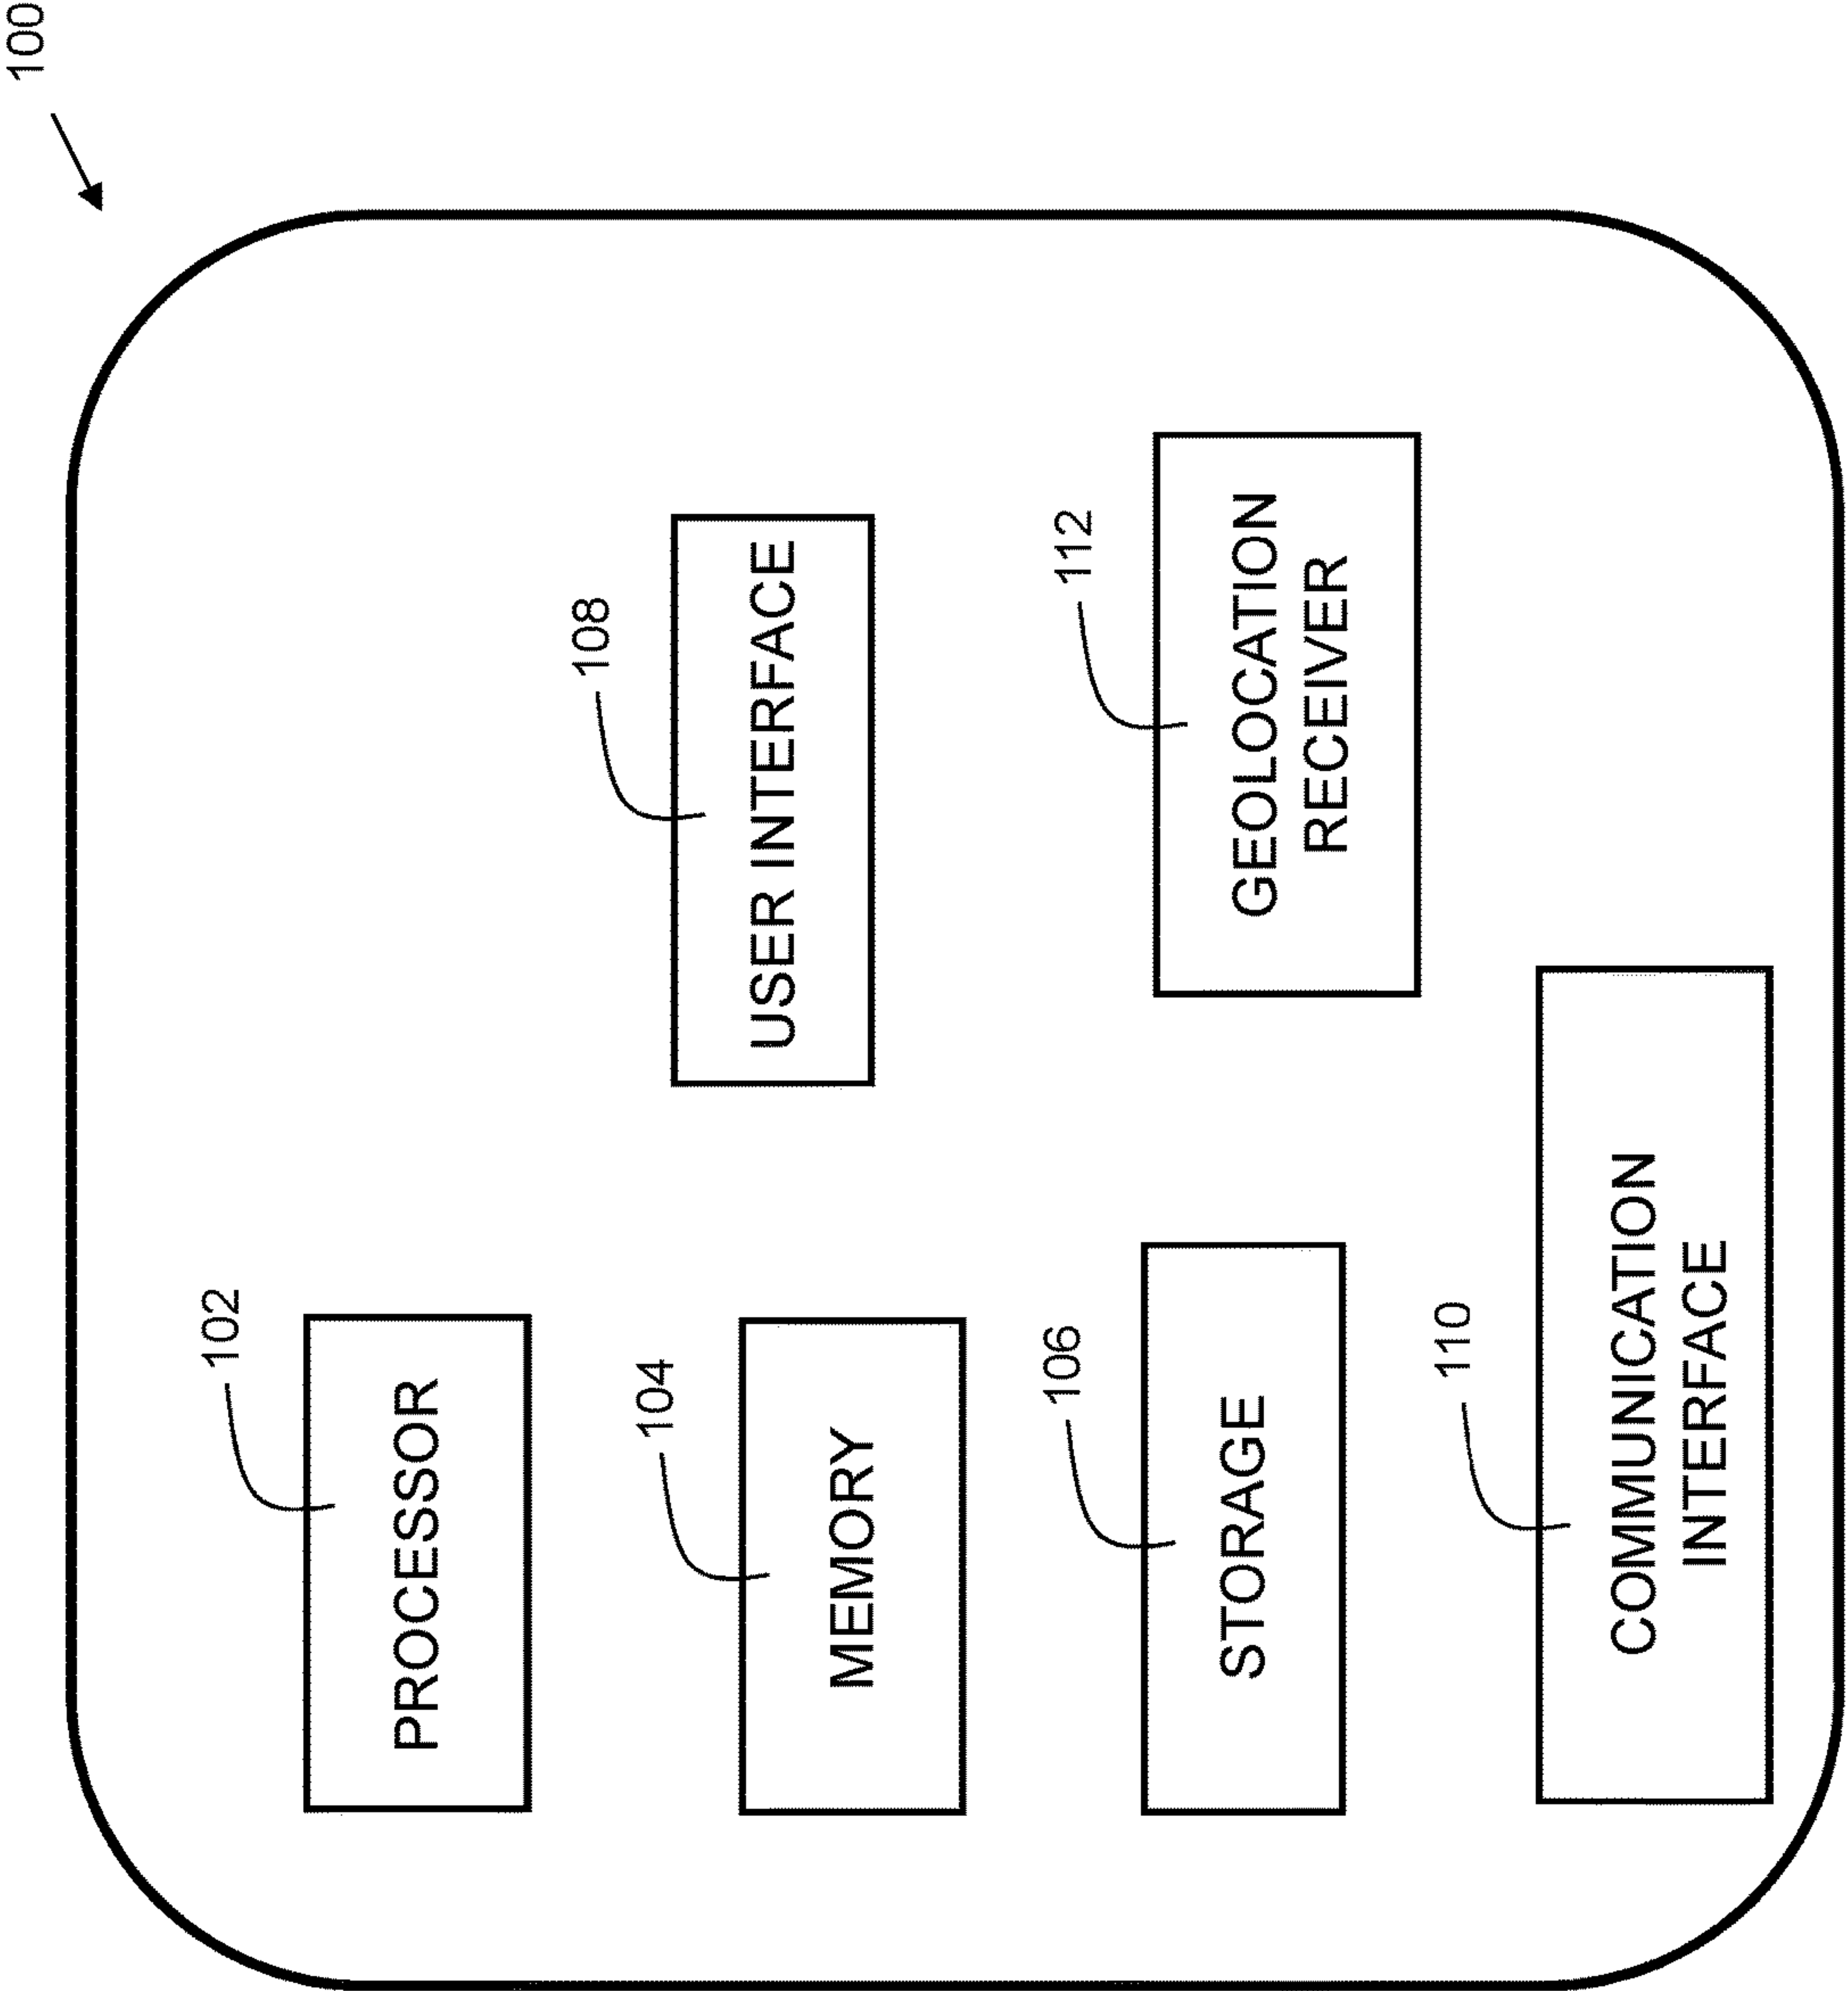 100
102
PROCESSOR
104
MEMORY
106
STORAGE
108
USER INTERFACE
110
COMMUNICATION
INTERFACE
112
GEOLOCATION
RECEIVER